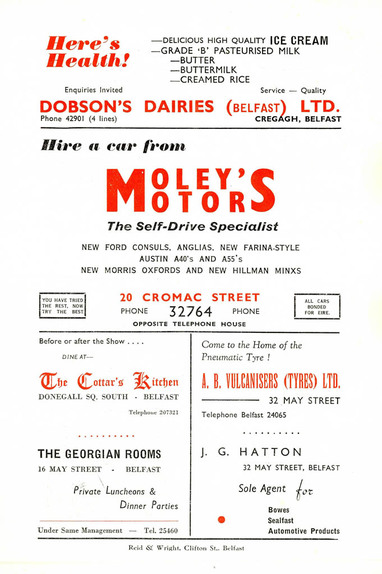 Here's
Health!
—DELICIOUS HIGH QUALITY ICE CREAM
—GRADE 'B' PASTEURISED MILK
—BUTTER
—BUTTERMILK
—CREAMED RICE
Enquiries Invited
Service — Quality
DOBSON'S DAIRIES (BELFAST) LTD.
Phone 42901 (4 lines)
CREGAGH, BELFAST
Hire a car from
MOLEY'S
MOTORS
The Self-Drive Specialist
NEW FORD CONSULS, ANGLIAS, NEW FARINA-STYLE
AUSTIN A40's AND A55's
NEW MORRIS OXFORDS AND NEW HILLMAN MINXS
YOU HAVE TRIED
THE REST, NOW
TRY THE BEST
20 CROMAC STREET
PHONE 32764 PHONE
OPPOSITE TELEPHONE HOUSE
ALL CARS
BONDED
FOR EIRE.
Before or after the Show . . . .
DINE AT—
The Cottar's Kitchen
DONEGALL SQ. SOUTH - BELFAST
Telephone 207321
THE GEORGIAN ROOMS
16 MAY STREET - BELFAST
Private Luncheons &
Dinner Parties
Under Same Management — Tel. 25460
Come to the Home of the
Pneumatic Tyre !
A. B. VULCANISERS (TYRES) LTD.
32 MAY STREET
Telephone Belfast 24065
J. G. HATTON
32 MAY STREET, BELFAST
Sole Agent for
Bowes
Sealfast
Automotive Products
Reid & Wright, Clifton St., Belfast